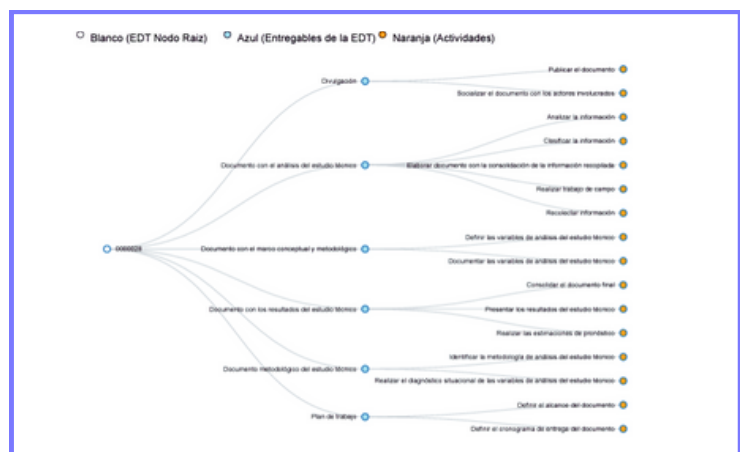 Blanco (EDT Nodo Raiz) Azul (Entregables de la EDT) Naranja (Actividades)
Publicar el documento
Divulgación
Socializar el documento con los actores involucrados
Analizar la información
Clasificar la información
Documento con el análisis del estudio técnico
Elaborar documento con la consolidación de la información recopilada
Realizar trabajo de campo
Recolectar información
Definir las variables de análisis del estudio técnico
Documento con el marco conceptual y metodológico
Documentar las variables de análisis del estudio técnico
Consolidar el documento final
Documento con los resultados del estudio técnico
Presentar los resultados del estudio técnico
Realizar las estimaciones de pronóstico
Identificar la metodología de análisis del estudio técnico
Documento metodológico del estudio técnico
Realizar el diagnóstico situacional de las variables de análisis del estudio técnico
Definir el alcance del documento
Plan de trabajo
Definir el cronograma de entrega del documento